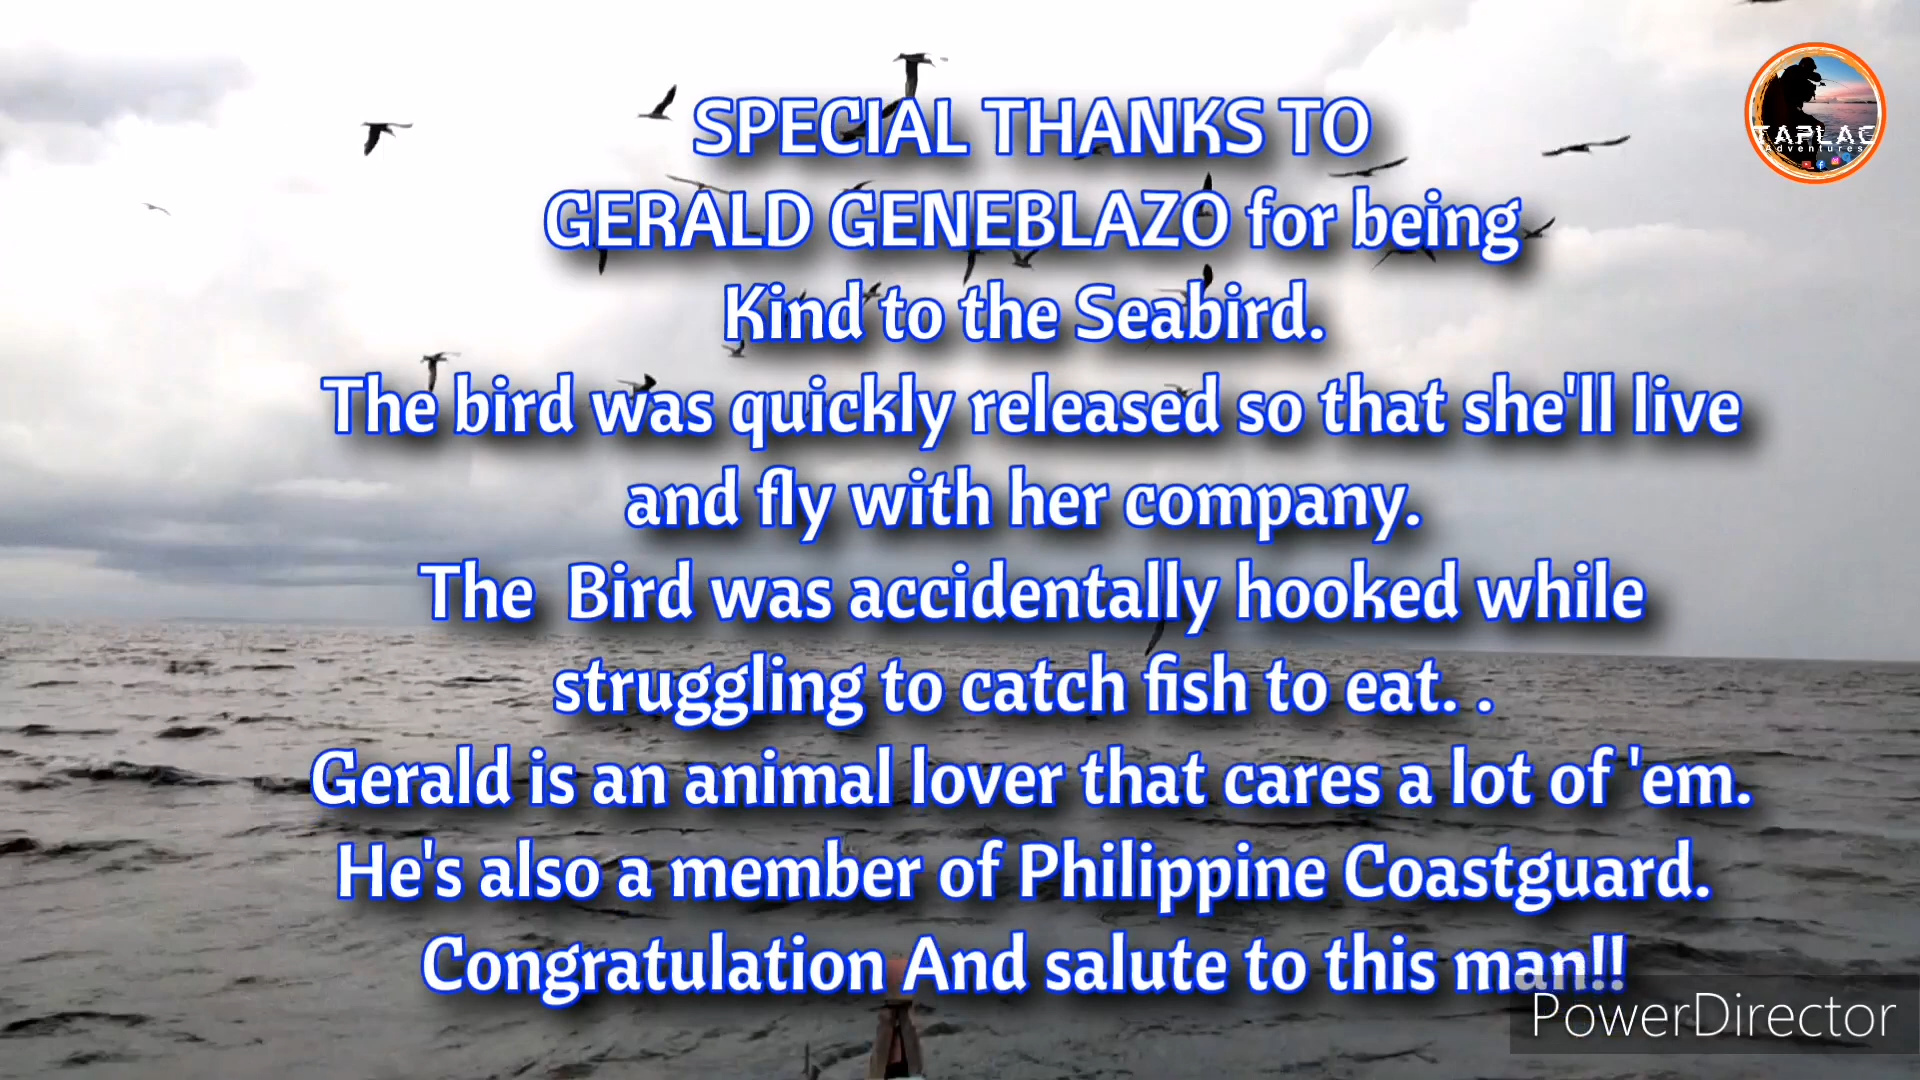 SPECIAL THANKS TO
GERALD GENEBLAZO for being
Kind to the Seabird.
The bird was quickly released so that she'll live
and fly with her company.
The  Bird was accidentally hooked while
struggling to catch fish to eat. .
Gerald is an animal lover that cares a lot of 'em.
He's also a member of Philippine Coastguard.
Congratulation And salute to this man!!
TAPLAC
Adventures
PowerDirector